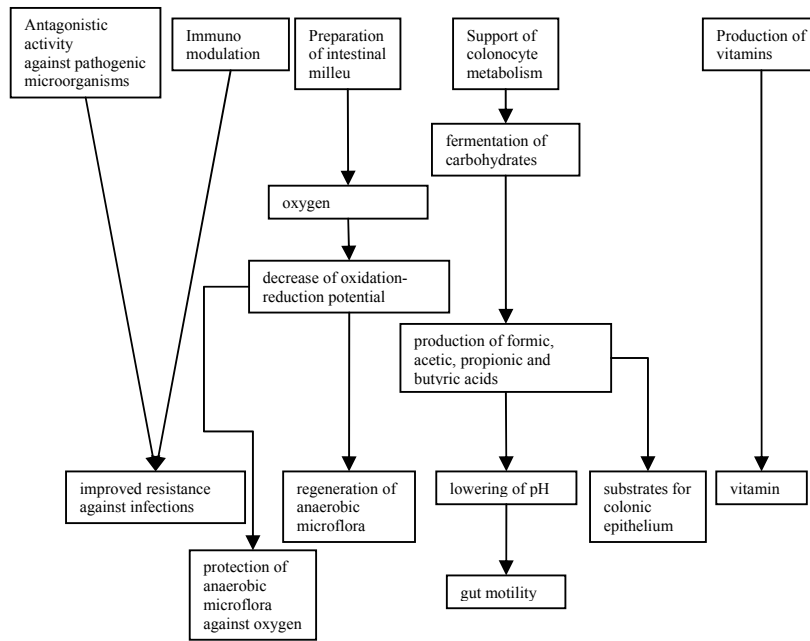 Antagonistic
activity
against pathogenic
microorganisms
Immuno
modulation
Preparation
of intestinal
milleu
Support of
colonocyte
metabolism
Production of
vitamins
fermentation of
carbohydrates
oxygen
decrease of oxidation-
reduction potential
production of formic,
acetic, propionic and
butyric acids
improved resistance
against infections
regeneration of
anaerobic
microflora
lowering of pH
substrates for
colonic
epithelium
vitamin
protection of
anaerobic
microflora
against oxygen
gut motility